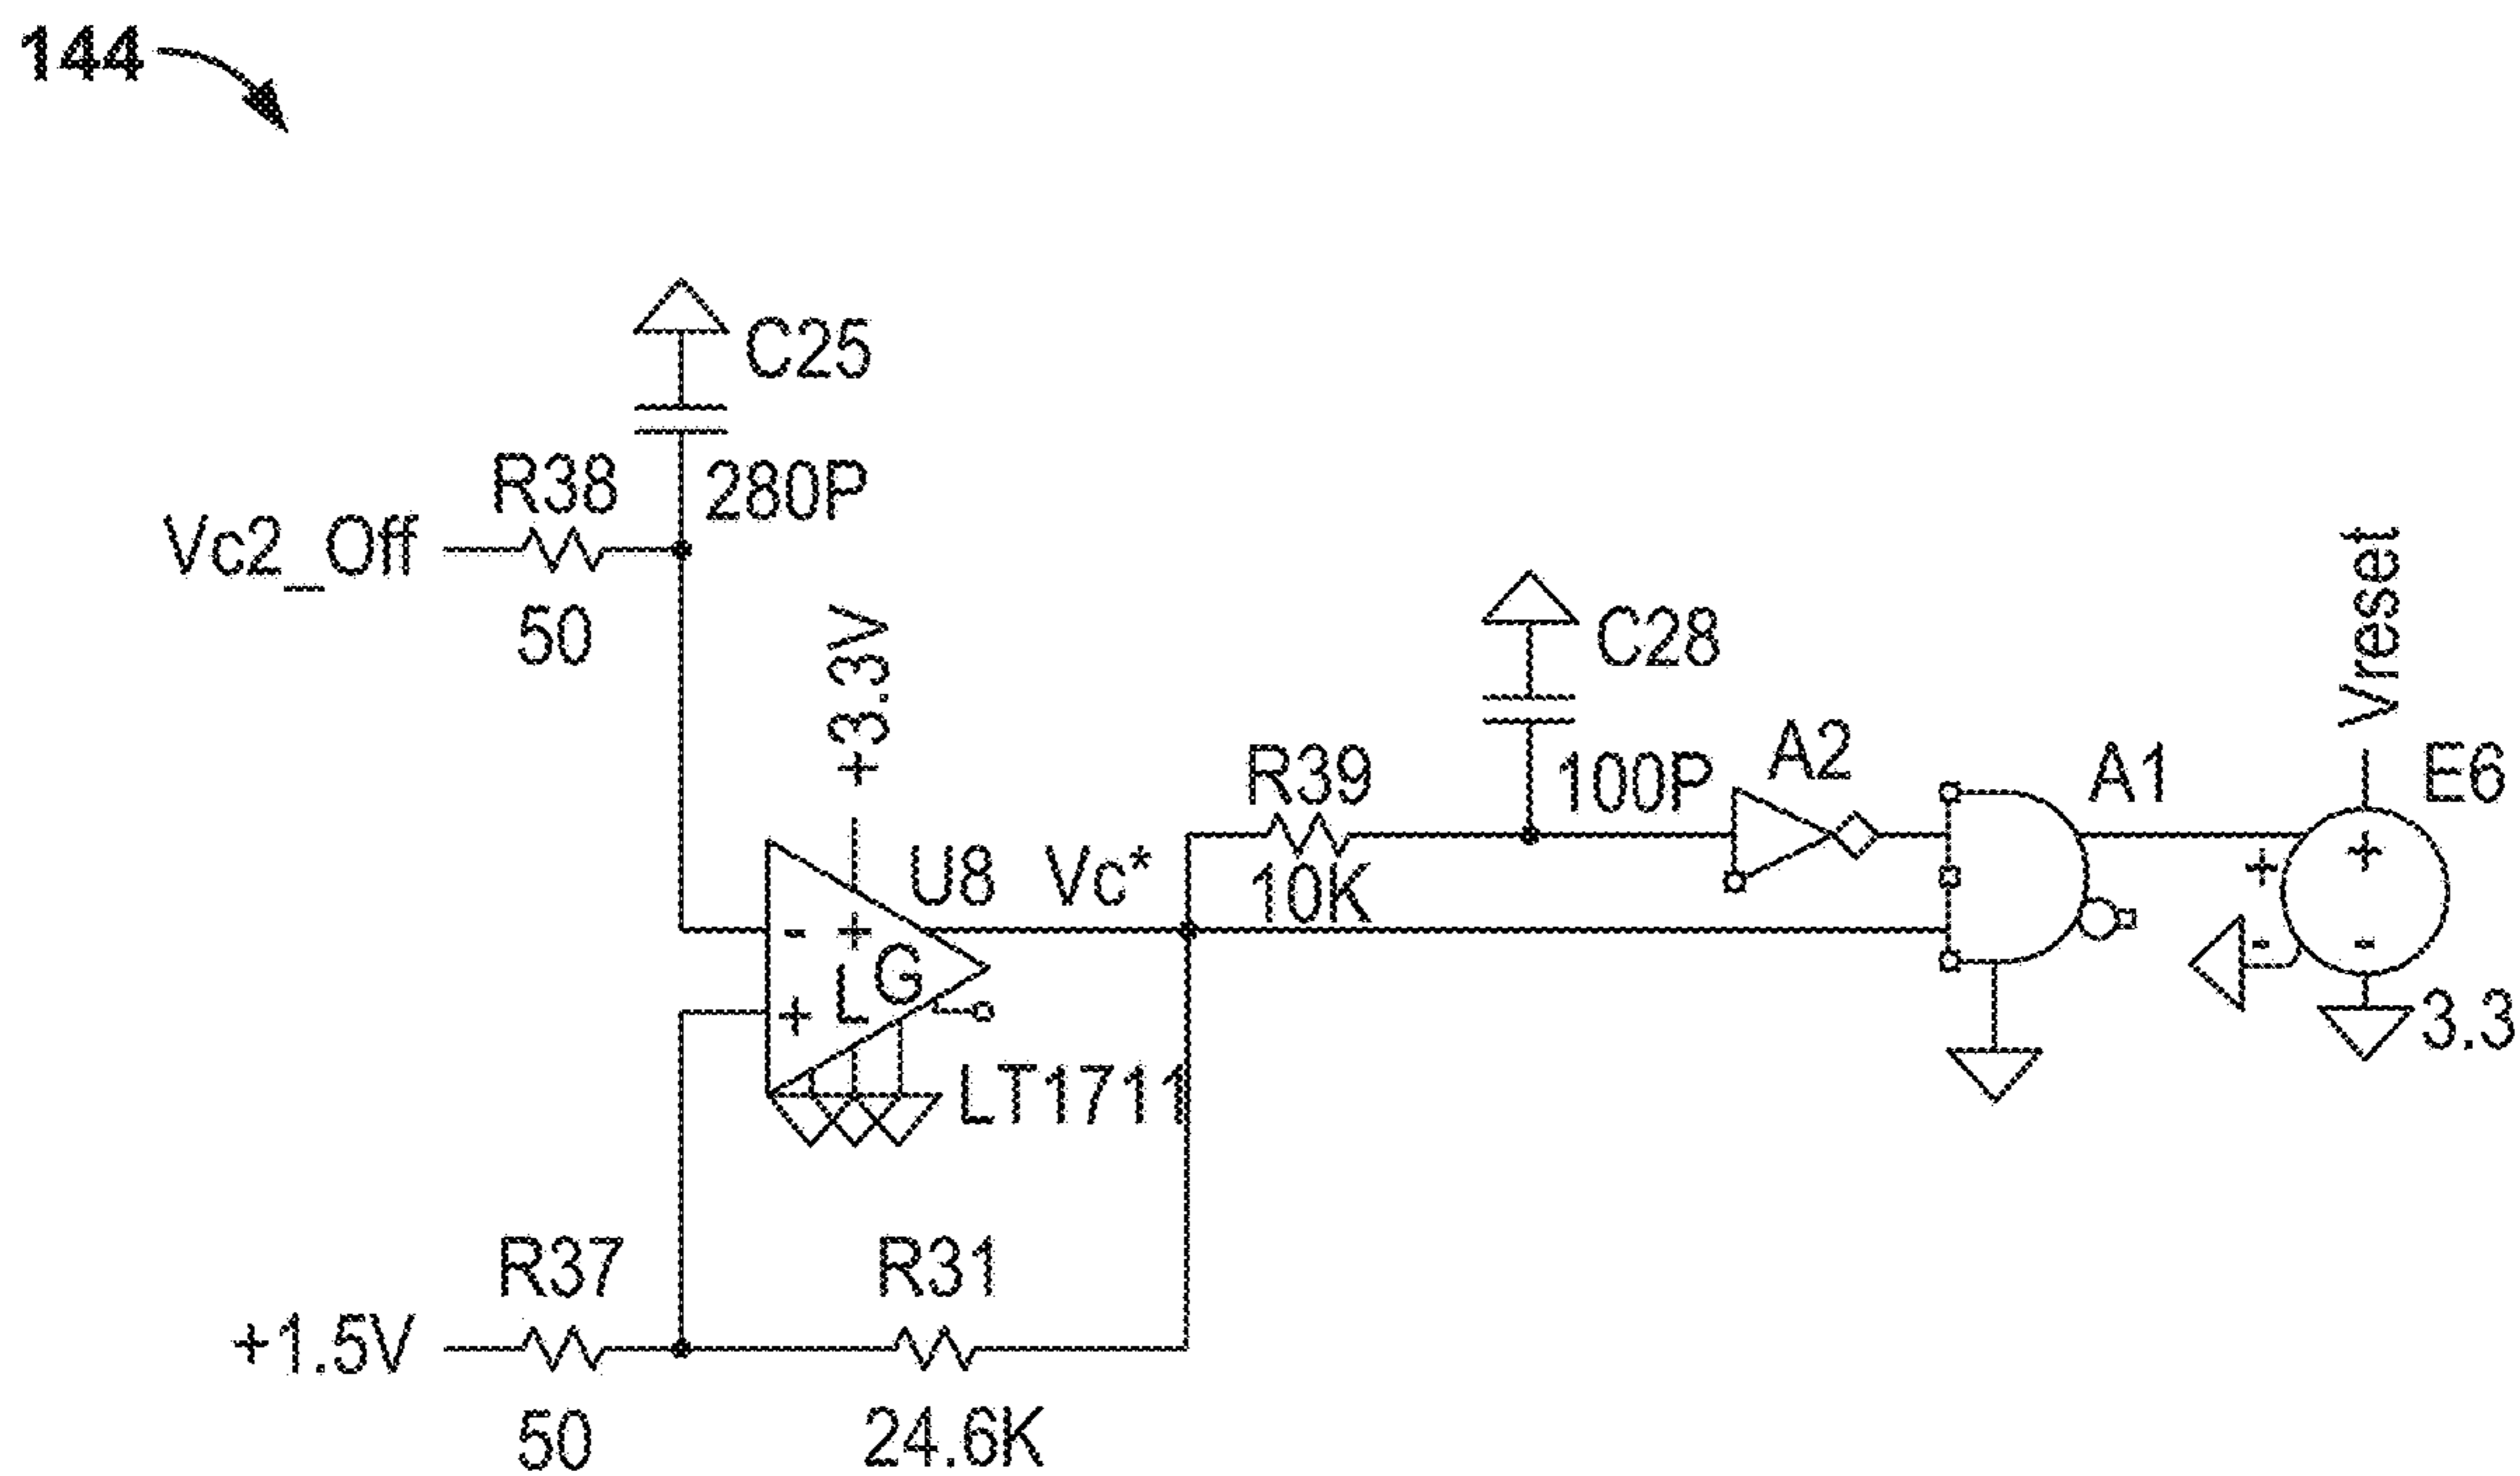 144
C25
280P
R38
Vc2_Off
50
+3.3V
C28
100P
Vreset
R39
10K
A2
A1
E6
+
+
-
-
3.3
U8
Vc*
- +
L G
+
LT1711
R37
+1.5V
50
R31
24.6K